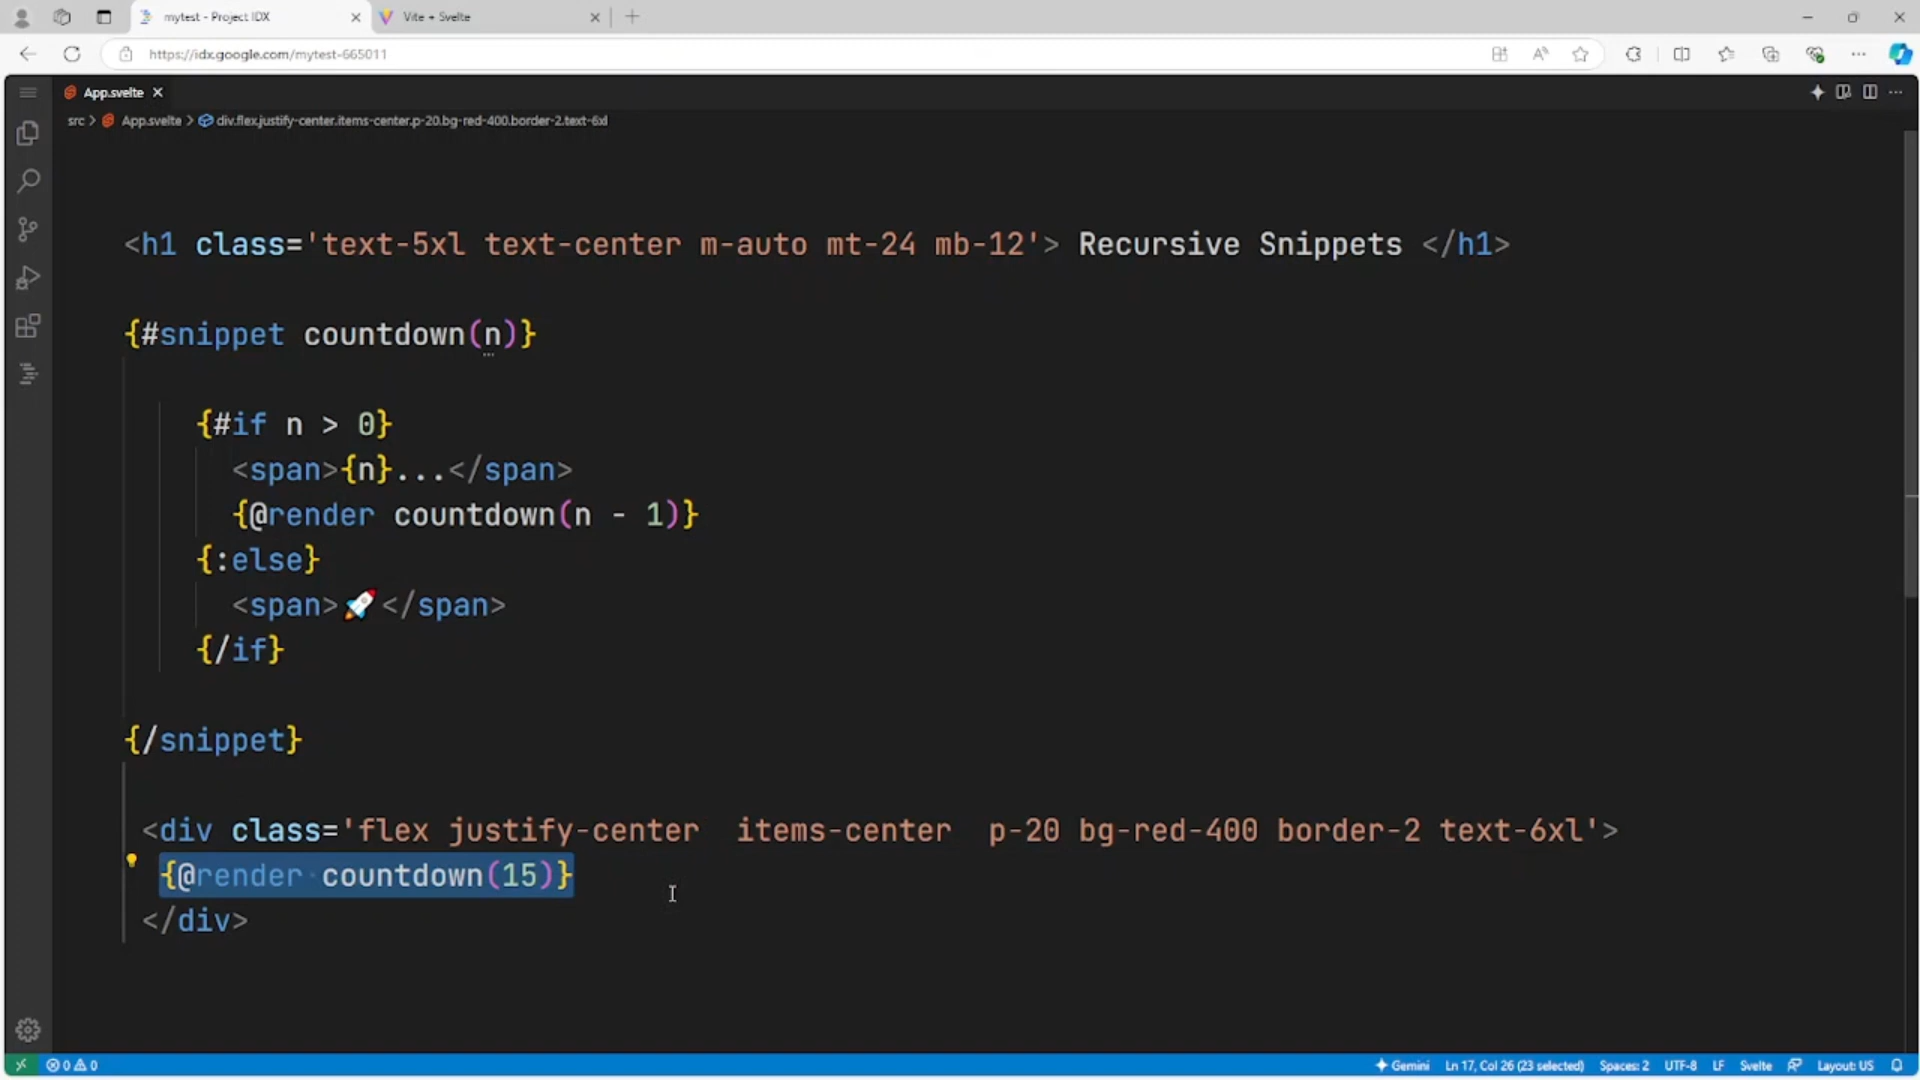 mytest - Project IDX
Vite + Svelte
https://idx.google.com/mytest-665011
App.svelte
src > App.svelte > div.flex.justify-center.items-center.p-20.bg-red-400.border-2.text-6xl
<h1 class='text-5xl text-center m-auto mt-24 mb-12'> Recursive Snippets </h1>
{#snippet countdown(n)}
{#if n > 0}
<span>{n}...</span>
{@render countdown(n - 1)}
{:else}
<span>🚀</span>
{/if}
{/snippet}
<div class='flex justify-center  items-center  p-20 bg-red-400 border-2 text-6xl'>
{@render countdown(15)}
</div>
0 0 Gemini Ln 17, Col 26 (23 selected) Spaces: 2 UTF-8 LF Svelte Layout: US